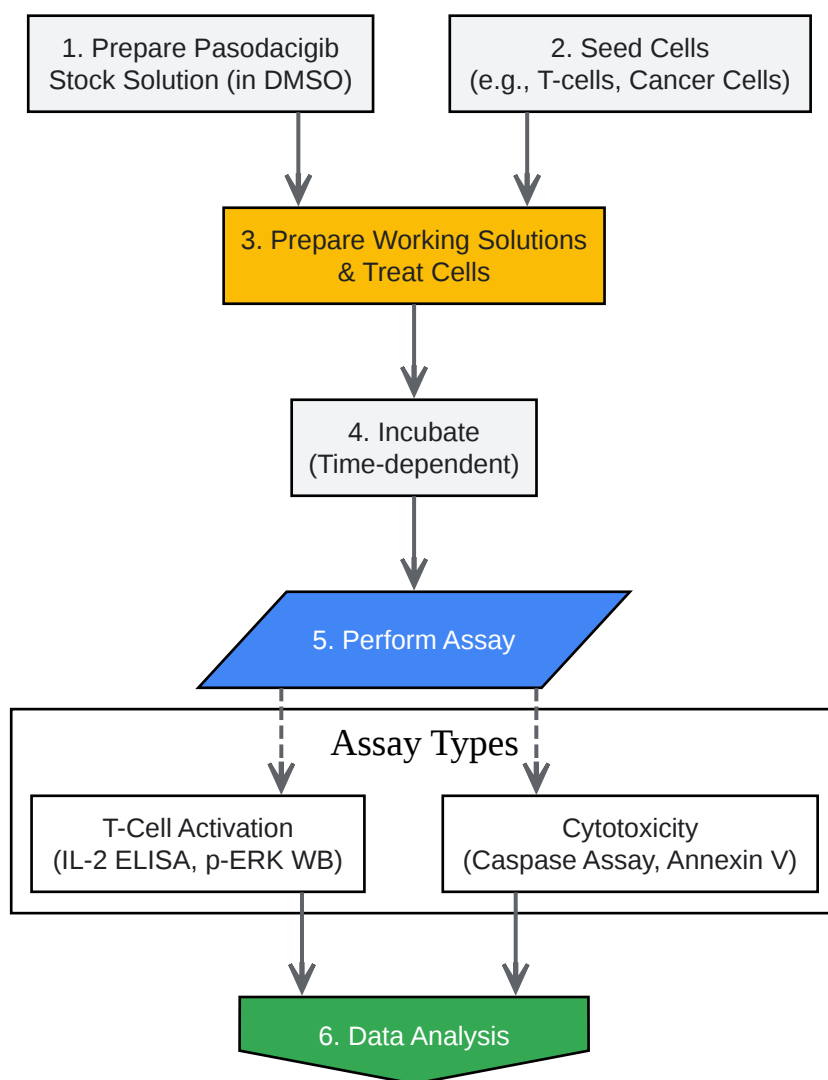 1. Prepare Pasodacigib
Stock Solution (in DMSO)
2. Seed Cells
(e.g., T-cells, Cancer Cells)
3. Prepare Working Solutions
& Treat Cells
4. Incubate
(Time-dependent)
5. Perform Assay
Assay Types
T-Cell Activation
(IL-2 ELISA, p-ERK WB)
Cytotoxicity
(Caspase Assay, Annexin V)
6. Data Analysis